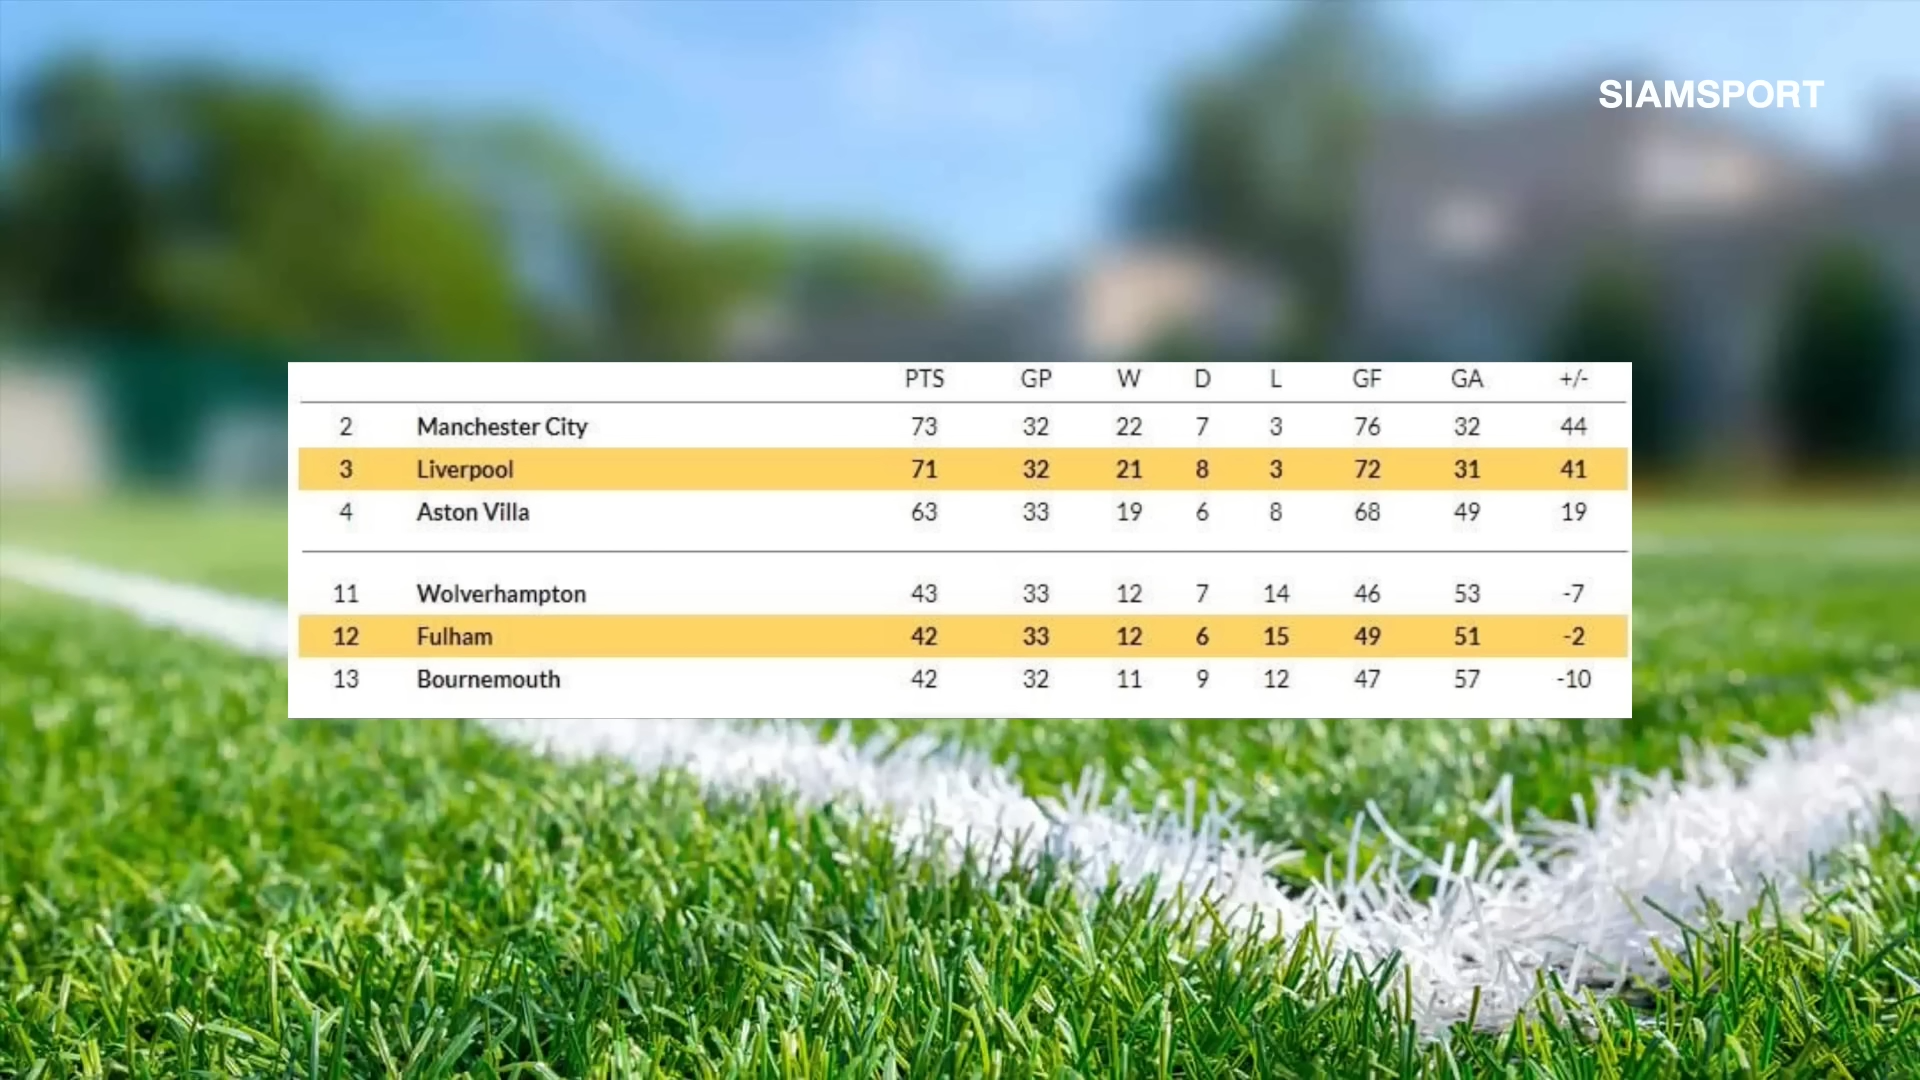 SIAMSPORT
PTS GP W D L GF GA +/-
2 Manchester City 73 32 22 7 3 76 32 44
3 Liverpool 71 32 21 8 3 72 31 41
4 Aston Villa 63 33 19 6 8 68 49 19
11 Wolverhampton 43 33 12 7 14 46 53 -7
12 Fulham 42 33 12 6 15 49 51 -2
13 Bournemouth 42 32 11 9 12 47 57 -10